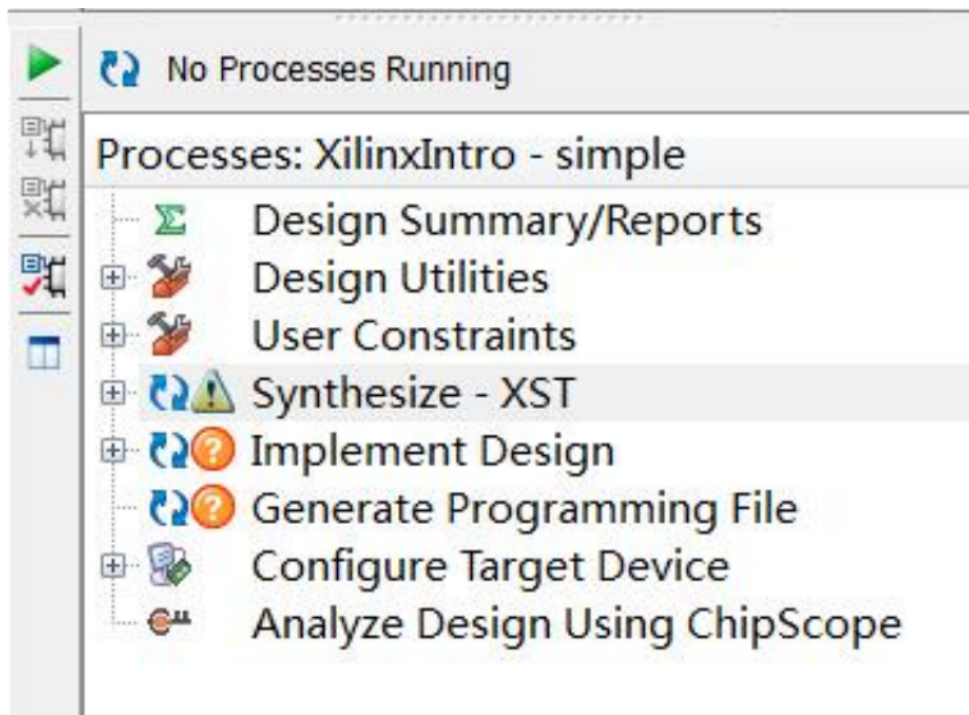 No Processes Running
Processes: XilinxIntro - simple
Design Summary/Reports
Design Utilities
User Constraints
Synthesize - XST
Implement Design
Generate Programming File
Configure Target Device
Analyze Design Using ChipScope